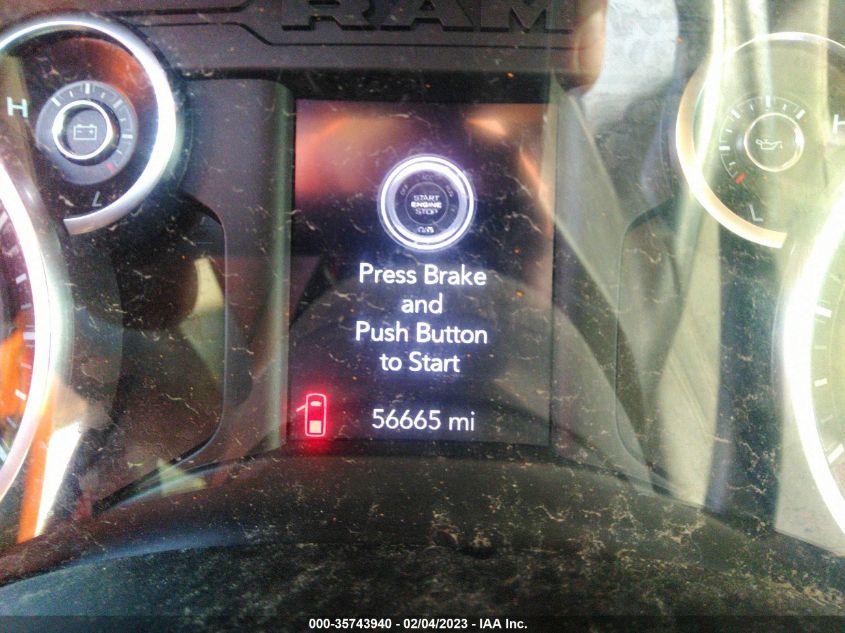 RAM
H
H
START
ENGINE
STOP
Press Brake
and
Push Button
to Start
L
L
56665 mi
000-35743940 - 02/04/2023 - IAA Inc.